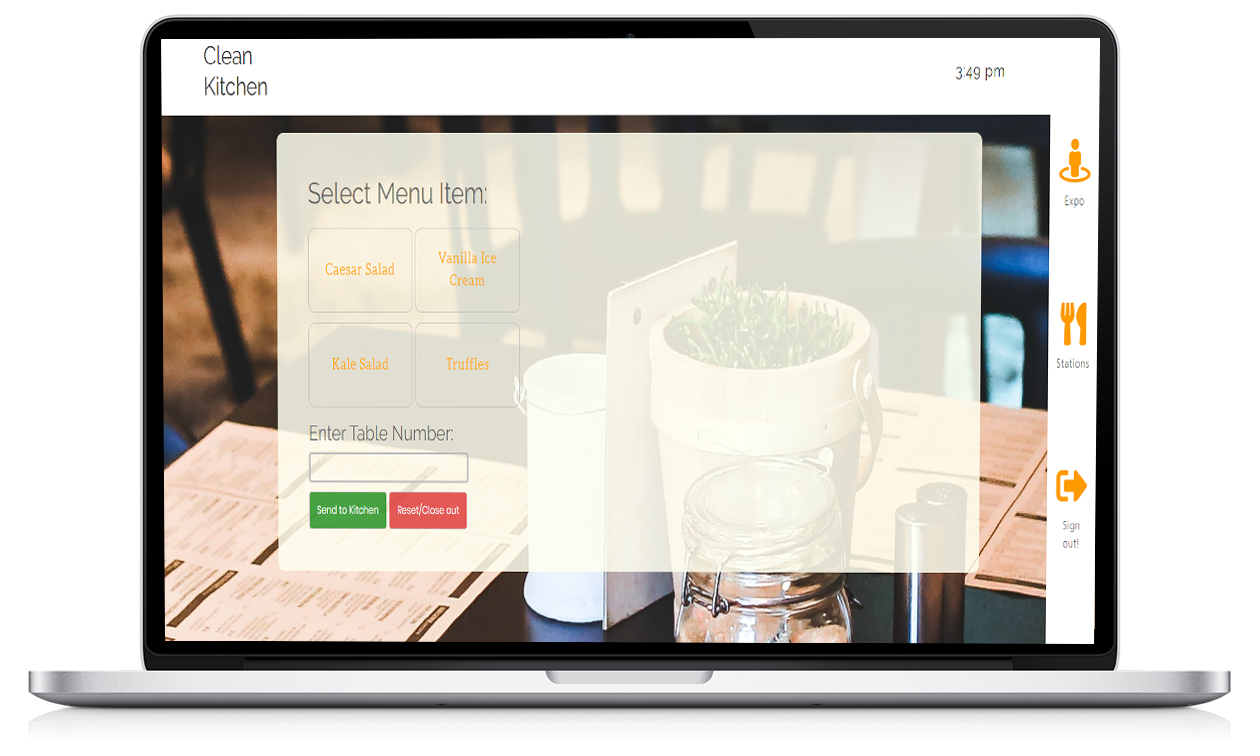 Clean
Kitchen
3:49 pm
Select Menu Item:
Caesar Salad
Vanilla Ice
Cream
Kale Salad
Truffles
Enter Table Number:
Send to Kitchen
Reset/Close out
Expo
Stations
Sign
out!